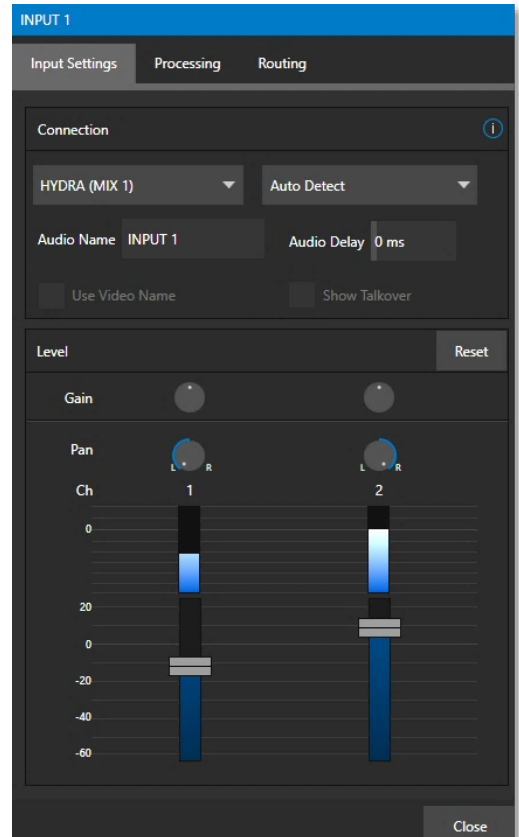 INPUT 1
Input Settings Processing Routing
Connection i
HYDRA (MIX 1) Auto Detect
Audio Name INPUT 1 Audio Delay 0 ms
Use Video Name Show Talkover
Level Reset
Gain
Pan
L R L R
Ch 1 2
0
20
0
-20
-40
-60
Close